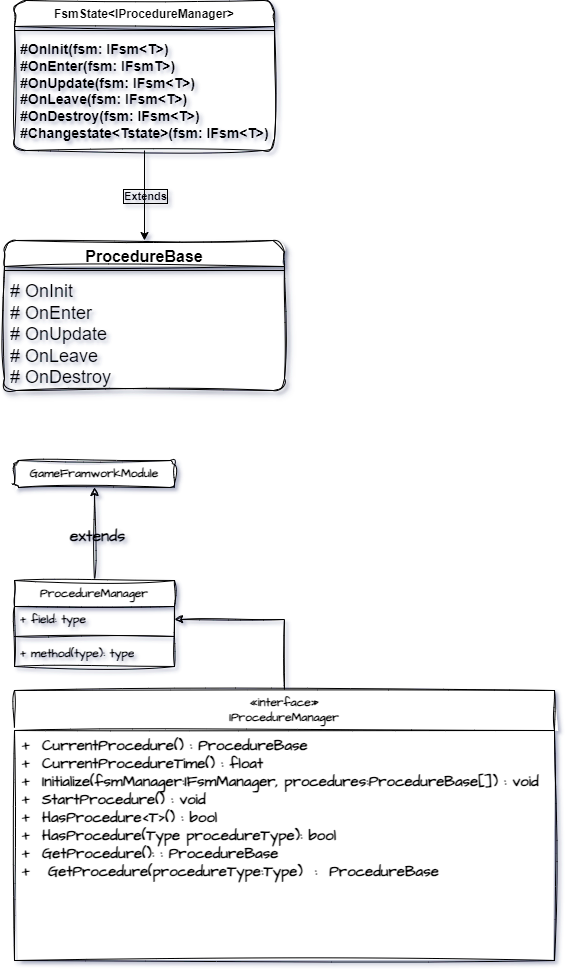 FsmState<IProcedureManager>
#OnInit(fsm: IFsm<T>)
#OnEnter(fsm: IFsmT>)
#OnUpdate(fsm: IFsm<T>)
#OnLeave(fsm: IFsm<T>)
#OnDestroy(fsm: IFsm<T>)
#Changestate<Tstate>(fsm: IFsm<T>)
Extends
ProcedureBase
# OnInit
# OnEnter
# OnUpdate
# OnLeave
# OnDestroy
GameFramworkModule
extends
ProcedureManager
+ field: type
+ method(type): type
«interface»
IProcedureManager
+ CurrentProcedure() : ProcedureBase
+ CurrentProcedureTime() : float
+ Initialize(fsmManager:IFsmManager, procedures:ProcedureBase[,]) : void
+ StartProcedure() : void
+ HasProcedure<T>() : bool
+ HasProcedure(Type procedureType): bool
+ GetProcedure(): : ProcedureBase
+ GetProcedure(procedureType:Type) : ProcedureBase